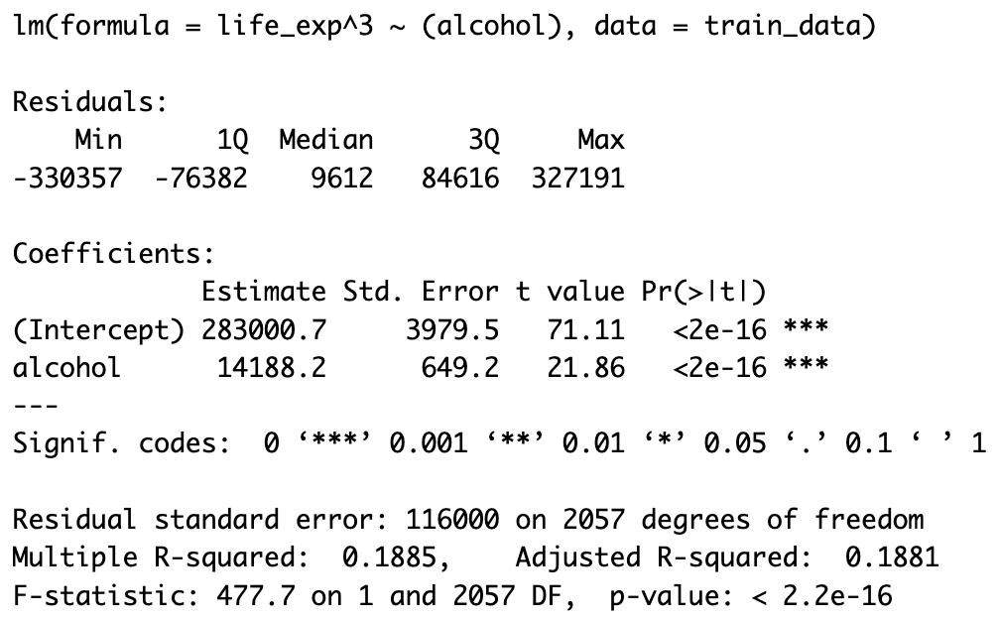 lm(formula = life_exp^3 ~ (alcohol), data = train_data)
Residuals:
Min 1Q Median 3Q Max
-330357 -76382 9612 84616 327191
Coefficients:
Estimate Std. Error t value Pr(>|t|)
(Intercept) 283000.7 3979.5 71.11 <2e-16 ***
alcohol 14188.2 649.2 21.86 <2e-16 ***
---
Signif. codes: 0 ‘***’ 0.001 ‘**’ 0.01 ‘*’ 0.05 ‘.’ 0.1 ‘ ’ 1
Residual standard error: 116000 on 2057 degrees of freedom
Multiple R-squared: 0.1885, Adjusted R-squared: 0.1881
F-statistic: 477.7 on 1 and 2057 DF, p-value: < 2.2e-16